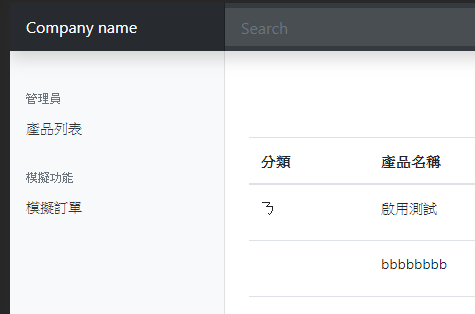 Company name
Search
管理員
產品列表
模擬功能
模擬訂單
分類 產品名稱
ㄋ 啟用測試
bbbbbbbb